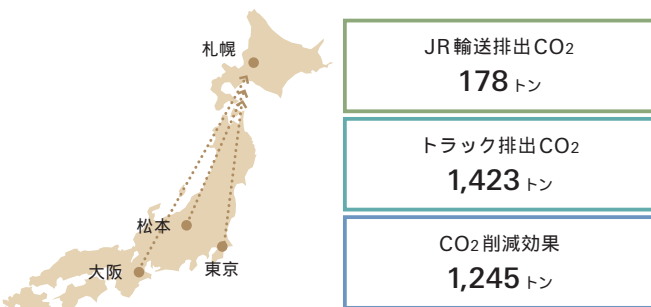 札幌
松本
大阪
東京
JR輸送排出CO2
178トン
トラック排出CO2
1,423トン
CO2削減効果
1,245トン